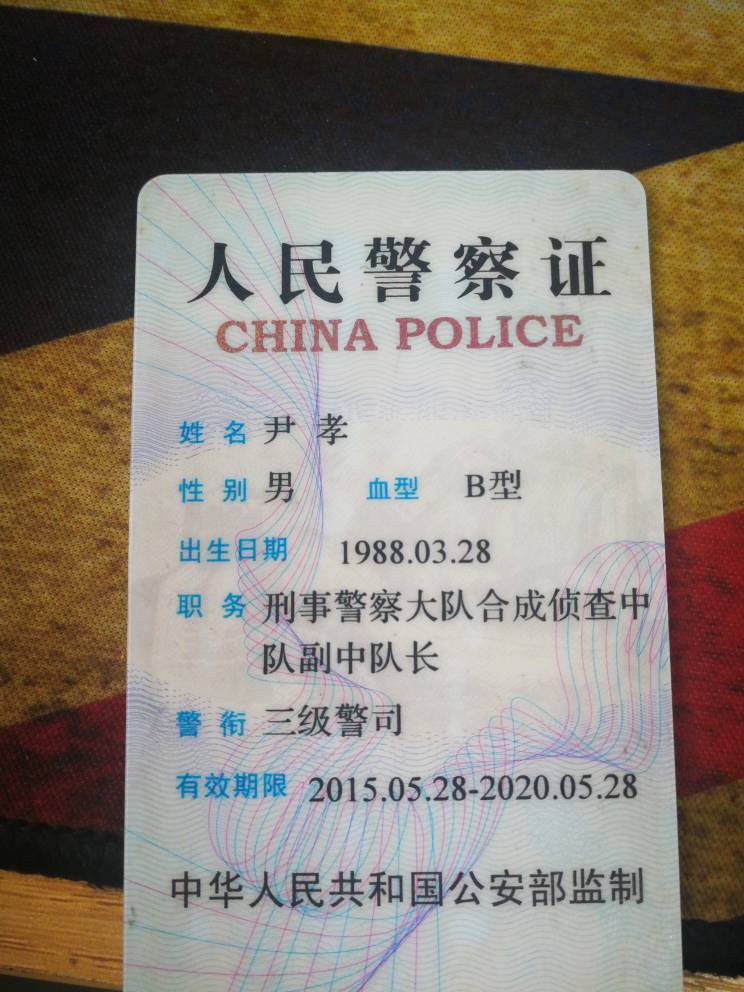 人民警察证
CHINA POLICE
姓名 尹孝
性别 男 血型 B型
出生日期 1988.03.28
职务 刑事警察大队合成侦查中
队副中队长
警衔 三级警司
有效期限 2015.05.28-2020.05.28
中华人民共和国公安部监制